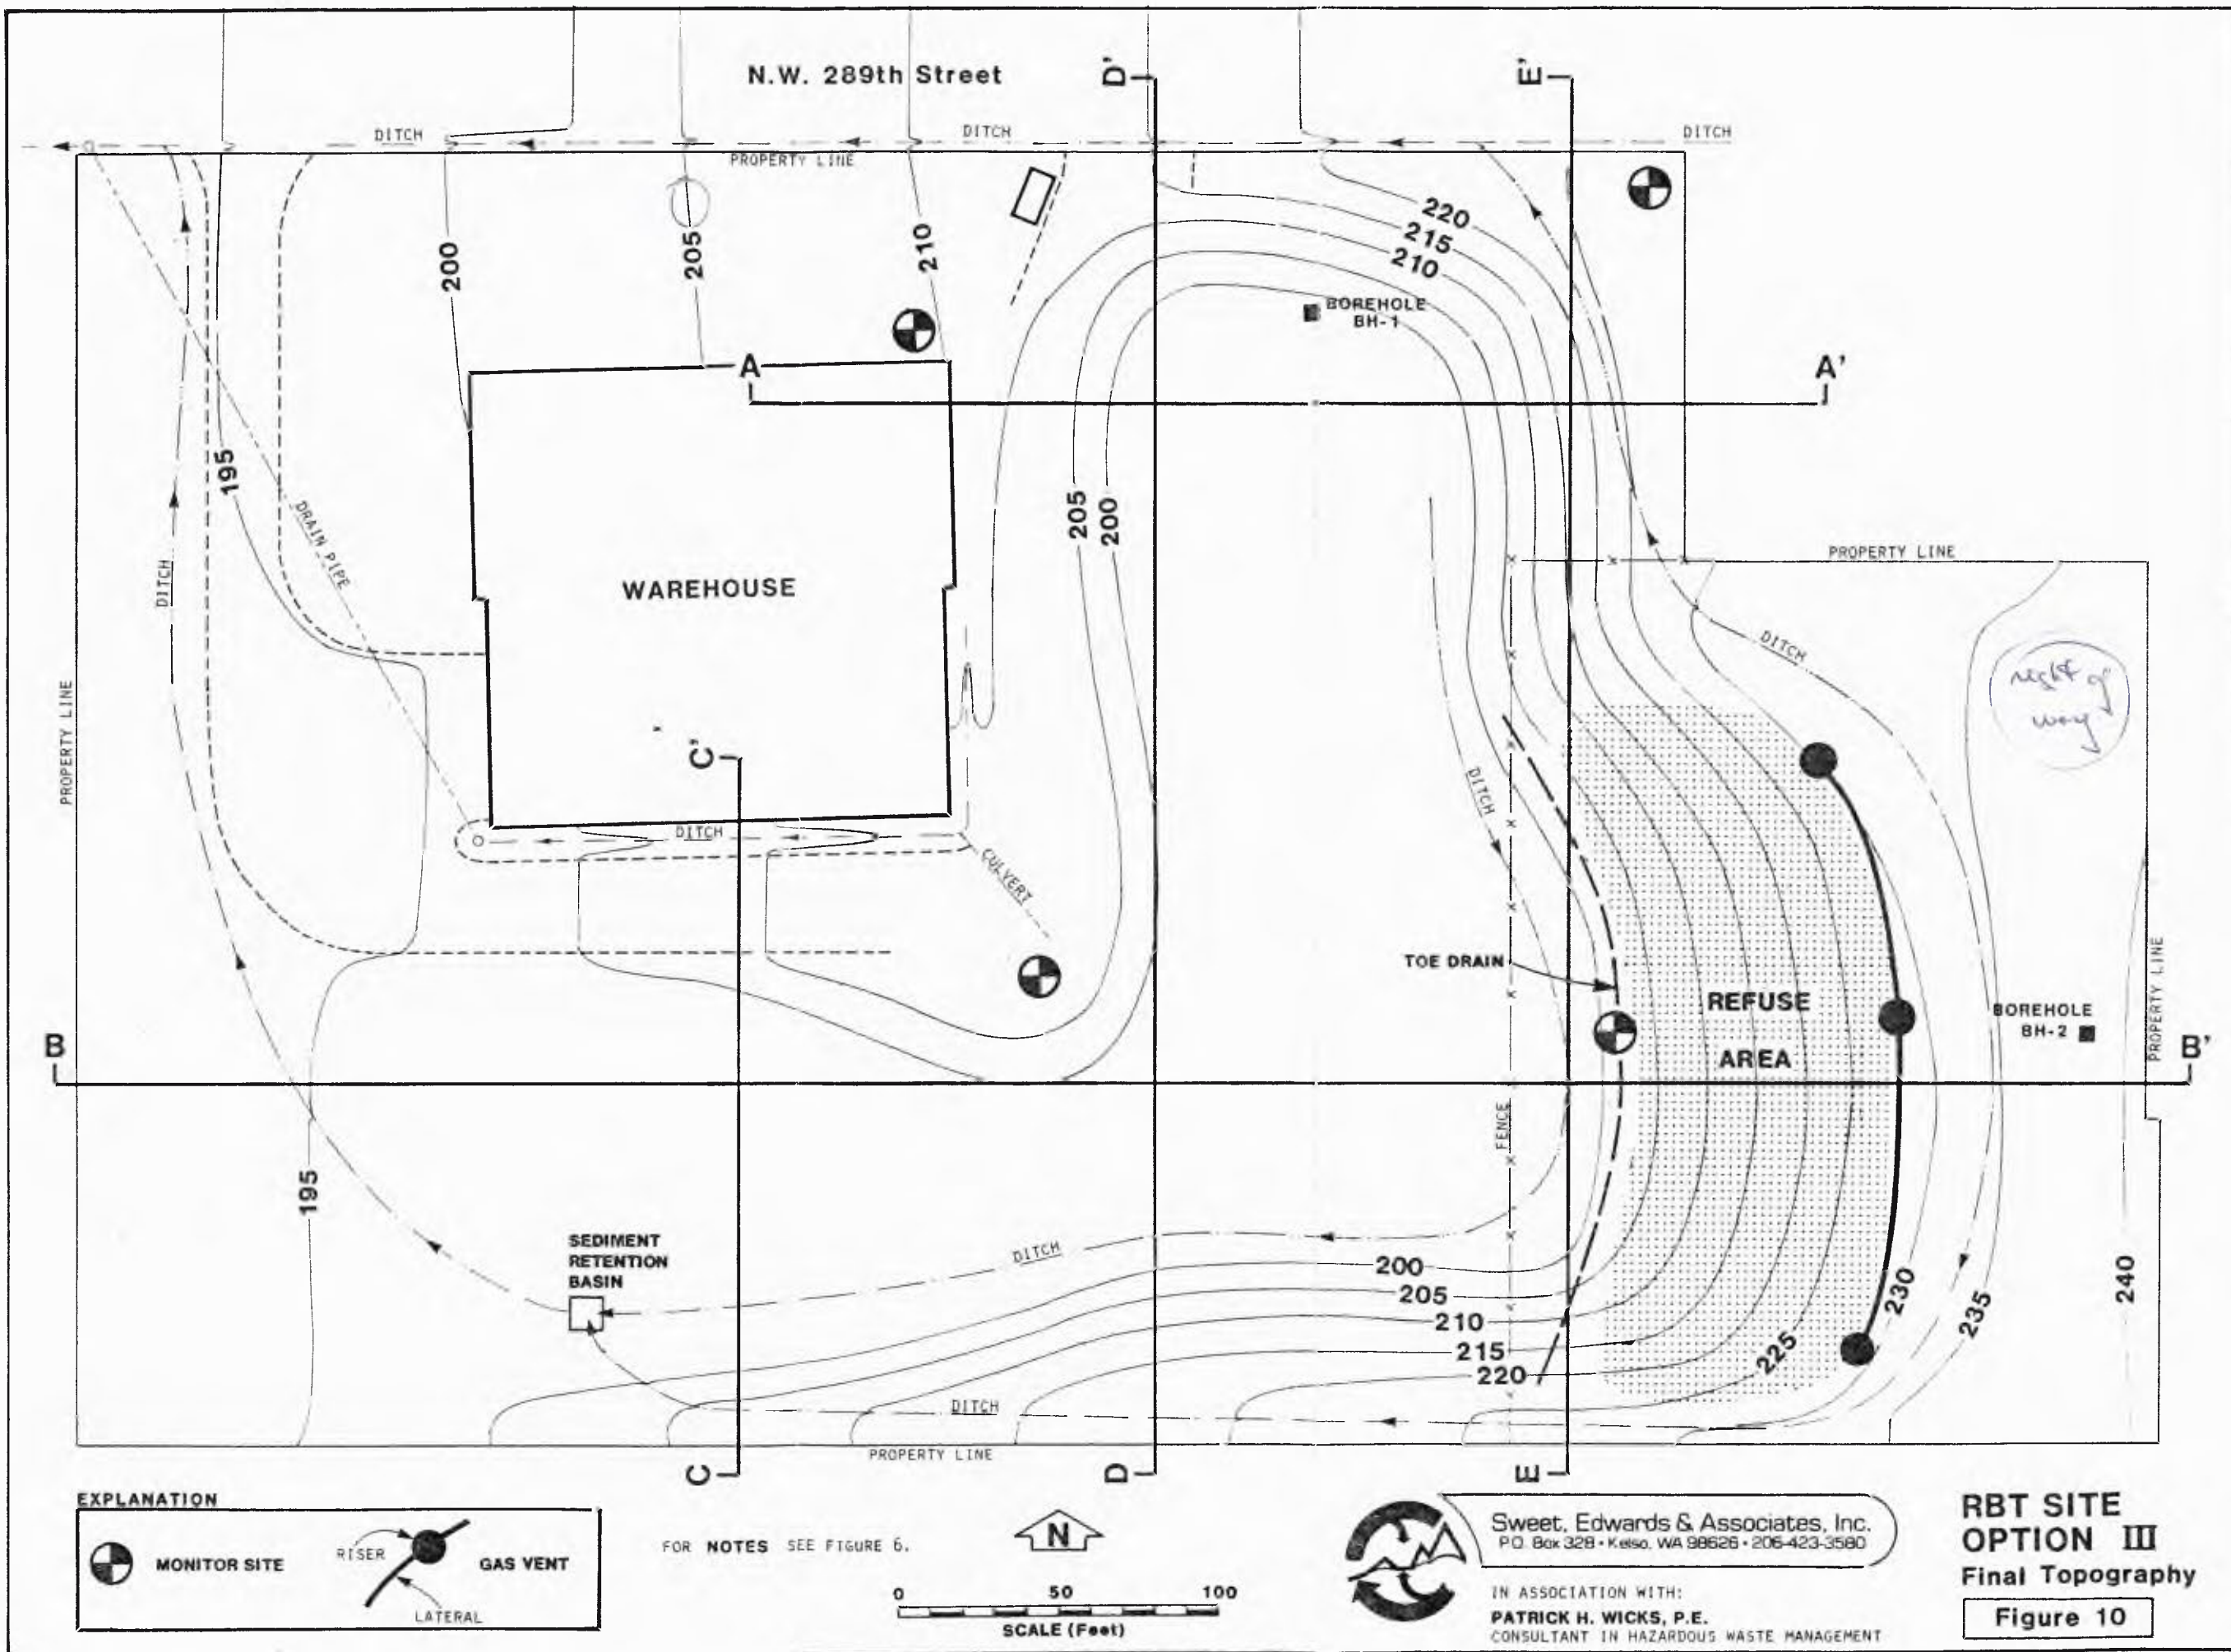 N.W. 289th Street
D'
E'
DITCH
DITCH
DITCH
PROPERTY LINE
200
205
210
220
215
210
BOREHOLE
BH-1
A
A'
195
DRAIN PIPE
DITCH
205
200
WAREHOUSE
PROPERTY LINE
DITCH
right of
way
PROPERTY LINE
C'
DITCH
DITCH
CULVERT
TOE DRAIN
REFUSE
AREA
BOREHOLE
BH-2
PROPERTY LINE
B
B'
FENCE
195
SEDIMENT
RETENTION
BASIN
DITCH
200
205
210
215
220
225
230
235
240
DITCH
PROPERTY LINE
C
D
E
EXPLANATION
MONITOR SITE
RISER
GAS VENT
LATERAL
FOR NOTES SEE FIGURE 6.
N
0 50 100
SCALE (Feet)
Sweet, Edwards & Associates, Inc.
P.O. Box 328 • Kelso, WA 98626 • 206-423-3580
IN ASSOCIATION WITH:
PATRICK H. WICKS, P.E.
CONSULTANT IN HAZARDOUS WASTE MANAGEMENT
RBT SITE
OPTION III
Final Topography
Figure 10